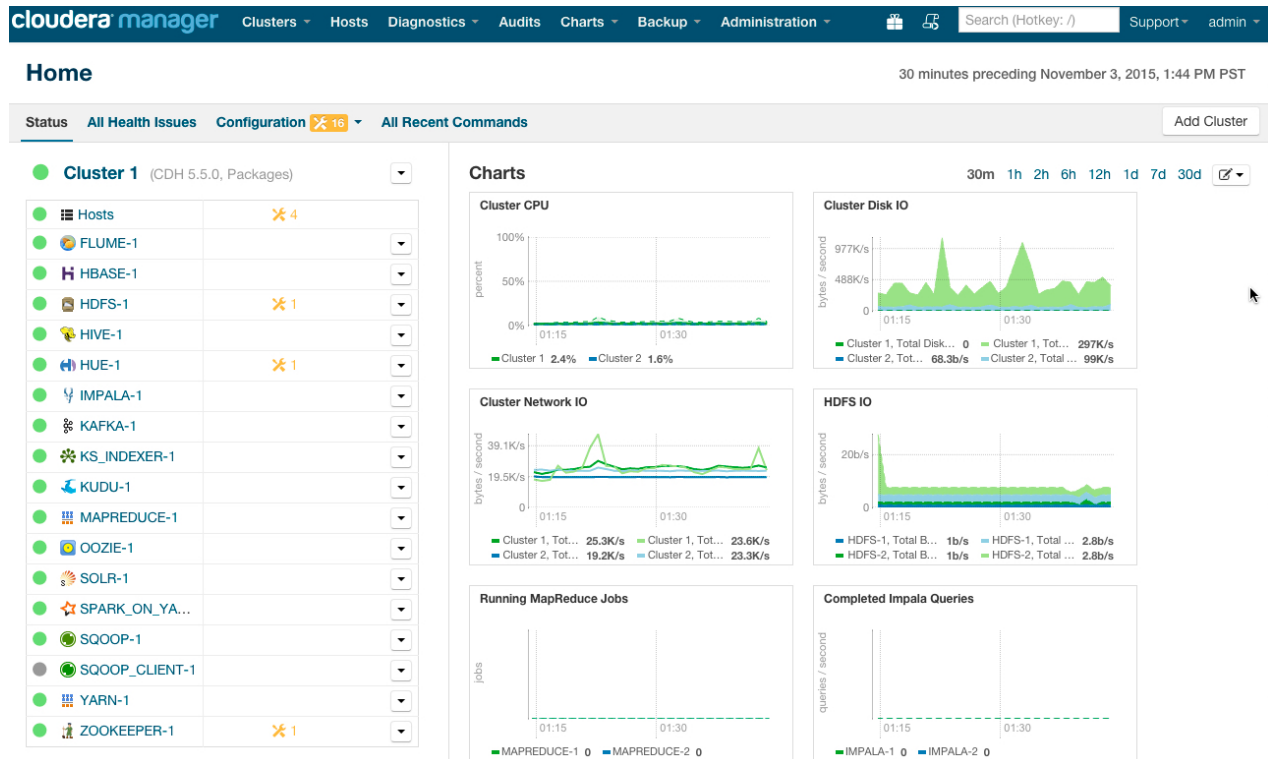 cloudera manager Clusters Hosts Diagnostics Audits Charts Backup Administration Search (Hotkey: /) Support admin
Home
30 minutes preceding November 3, 2015, 1:44 PM PST
Status All Health Issues Configuration 16 All Recent Commands Add Cluster
Cluster 1 (CDH 5.5.0, Packages)
Hosts 4
FLUME-1
HBASE-1
HDFS-1 1
HIVE-1
HUE-1 1
IMPALA-1
KAFKA-1
KS_INDEXER-1
KUDU-1
MAPREDUCE-1
OOZIE-1
SOLR-1
SPARK_ON_YA...
SQOOP-1
SQOOP_CLIENT-1
YARN-1
ZOOKEEPER-1 1
Charts 30m 1h 2h 6h 12h 1d 7d 30d
Cluster CPU
percent
100%
50%
0%
01:15 01:30
Cluster 1 2.4% Cluster 2 1.6%
Cluster Disk IO
bytes / second
977K/s
488K/s
0
01:15 01:30
Cluster 1, Total Disk... 0 Cluster 1, Tot... 297K/s
Cluster 2, Tot... 68.3b/s Cluster 2, Total ... 99K/s
Cluster Network IO
bytes / second
39.1K/s
19.5K/s
0
01:15 01:30
Cluster 1, Tot... 25.3K/s Cluster 1, Tot... 23.6K/s
Cluster 2, Tot... 19.2K/s Cluster 2, Tot... 23.3K/s
HDFS IO
bytes / second
20b/s
0
01:15 01:30
HDFS-1, Total B... 1b/s HDFS-1, Total ... 2.8b/s
HDFS-2, Total B... 1b/s HDFS-2, Total ... 2.8b/s
Running MapReduce Jobs
jobs
01:15 01:30
MAPREDUCE-1 0 MAPREDUCE-2 0
Completed Impala Queries
queries / second
01:15 01:30
IMPALA-1 0 IMPALA-2 0